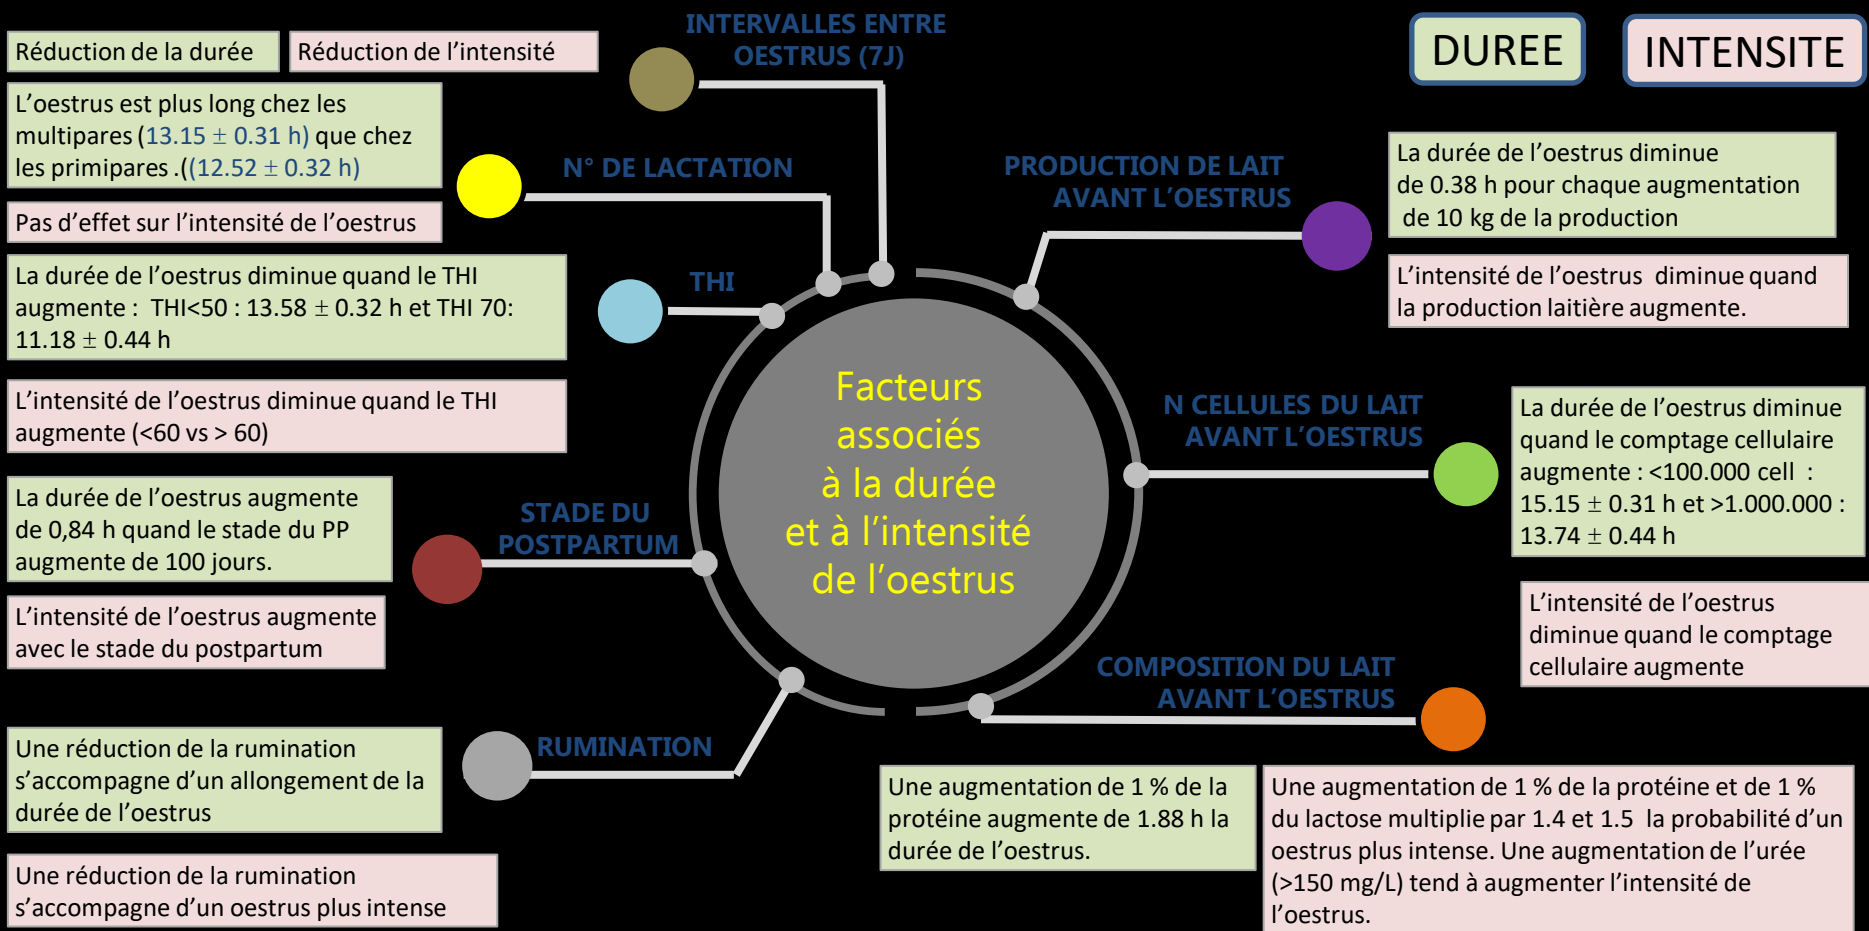 INTERVALLES ENTRE
OESTRUS (7J)
DUREE
INTENSITE
Réduction de la durée
Réduction de l’intensité
L’oestrus est plus long chez les
multipares (13.15 ± 0.31 h) que chez
les primipares .((12.52 ± 0.32 h)
N° DE LACTATION
Pas d’effet sur l’intensité de l’oestrus
La durée de l’oestrus diminue quand le THI
augmente : THI<50 : 13.58 ± 0.32 h et THI 70:
11.18 ± 0.44 h
THI
L’intensité de l’oestrus diminue quand le THI
augmente (<60 vs > 60)
La durée de l’oestrus augmente
de 0,84 h quand le stade du PP
augmente de 100 jours.
STADE DU
POSTPARTUM
L’intensité de l’oestrus augmente
avec le stade du postpartum
Une réduction de la rumination
s’accompagne d’un allongement de la
durée de l’oestrus
RUMINATION
Une réduction de la rumination
s’accompagne d’un oestrus plus intense
Facteurs
associés
à la durée
et à l’intensité
de l’oestrus
PRODUCTION DE LAIT
AVANT L’OESTRUS
La durée de l’oestrus diminue
de 0.38 h pour chaque augmentation
de 10 kg de la production
L’intensité de l’oestrus diminue quand
la production laitière augmente.
N CELLULES DU LAIT
AVANT L’OESTRUS
La durée de l’oestrus diminue
quand le comptage cellulaire
augmente : <100.000 cell :
15.15 ± 0.31 h et >1.000.000 :
13.74 ± 0.44 h
L’intensité de l’oestrus
diminue quand le comptage
cellulaire augmente
COMPOSITION DU LAIT
AVANT L’OESTRUS
Une augmentation de 1 % de la
protéine augmente de 1.88 h la
durée de l’oestrus.
Une augmentation de 1 % de la protéine et de 1 %
du lactose multiplie par 1.4 et 1.5 la probabilité d’un
oestrus plus intense. Une augmentation de l’urée
(>150 mg/L) tend à augmenter l’intensité de
l’oestrus.